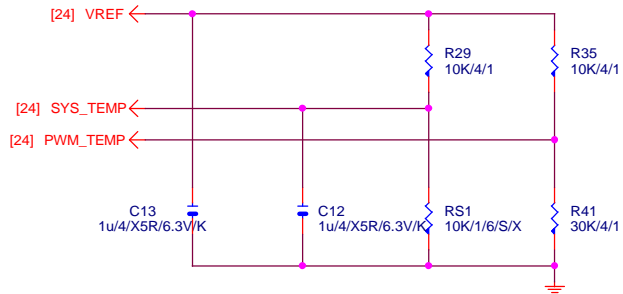 [24] VREF
R29
10K/4/1
R35
10K/4/1
[24] SYS_TEMP
[24] PWM_TEMP
C13
1u/4/X5R/6.3V/K
C12
1u/4/X5R/6.3V/K
RS1
10K/1/6/S/X
R41
30K/4/1